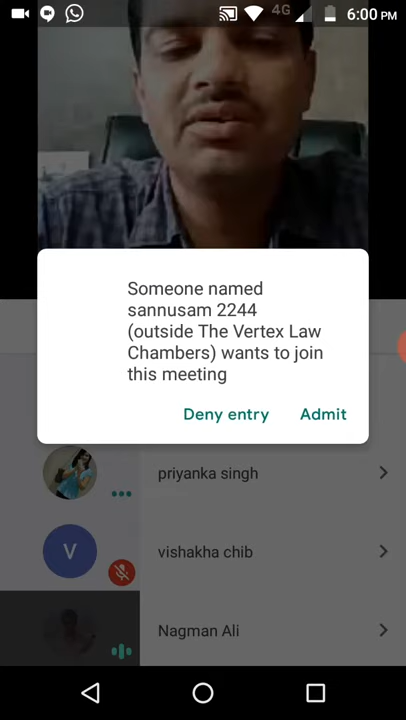 4G 6:00 PM
Someone named
sannusam 2244
(outside The Vertex Law
Chambers) wants to join
this meeting
Deny entry Admit
priyanka singh
V vishakha chib
Nagman Ali